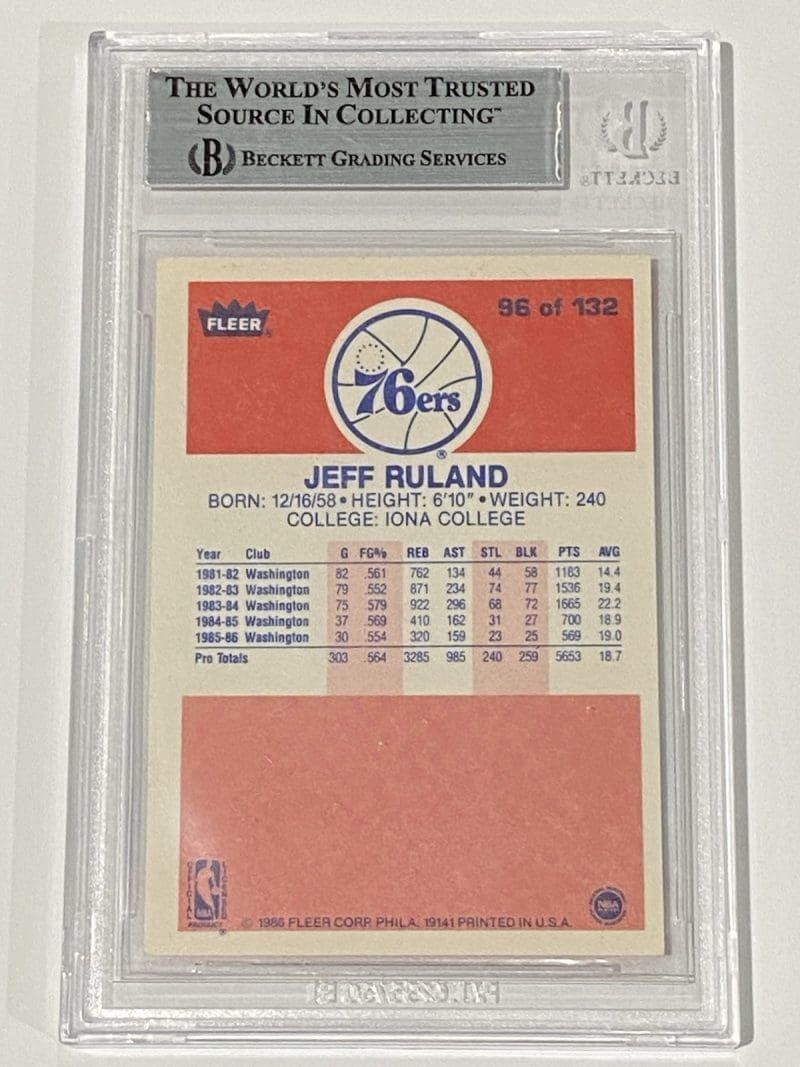 THE WORLD'S MOST TRUSTED
SOURCE IN COLLECTING™
B BECKETT GRADING SERVICES
B
BECKETT®
FLEER®
96 of 132
76ers®
JEFF RULAND
BORN: 12/16/58 • HEIGHT: 6'10" • WEIGHT: 240
COLLEGE: IONA COLLEGE
Year Club G FG% REB AST STL BLK PTS AVG
1981-82 Washington 82 .561 762 134 44 58 1183 14.4
1982-83 Washington 79 .552 871 234 74 77 1536 19.4
1983-84 Washington 75 .579 922 296 68 72 1665 22.2
1984-85 Washington 37 .569 410 162 31 27 700 18.9
1985-86 Washington 30 .554 320 159 23 25 569 19.0
Pro Totals 303 .564 3285 985 240 259 5653 18.7
OFFICIAL
LICENSED
NBA
PRODUCT®
© 1986 FLEER CORP. PHILA. 19141 PRINTED IN U.S.A.
NBA